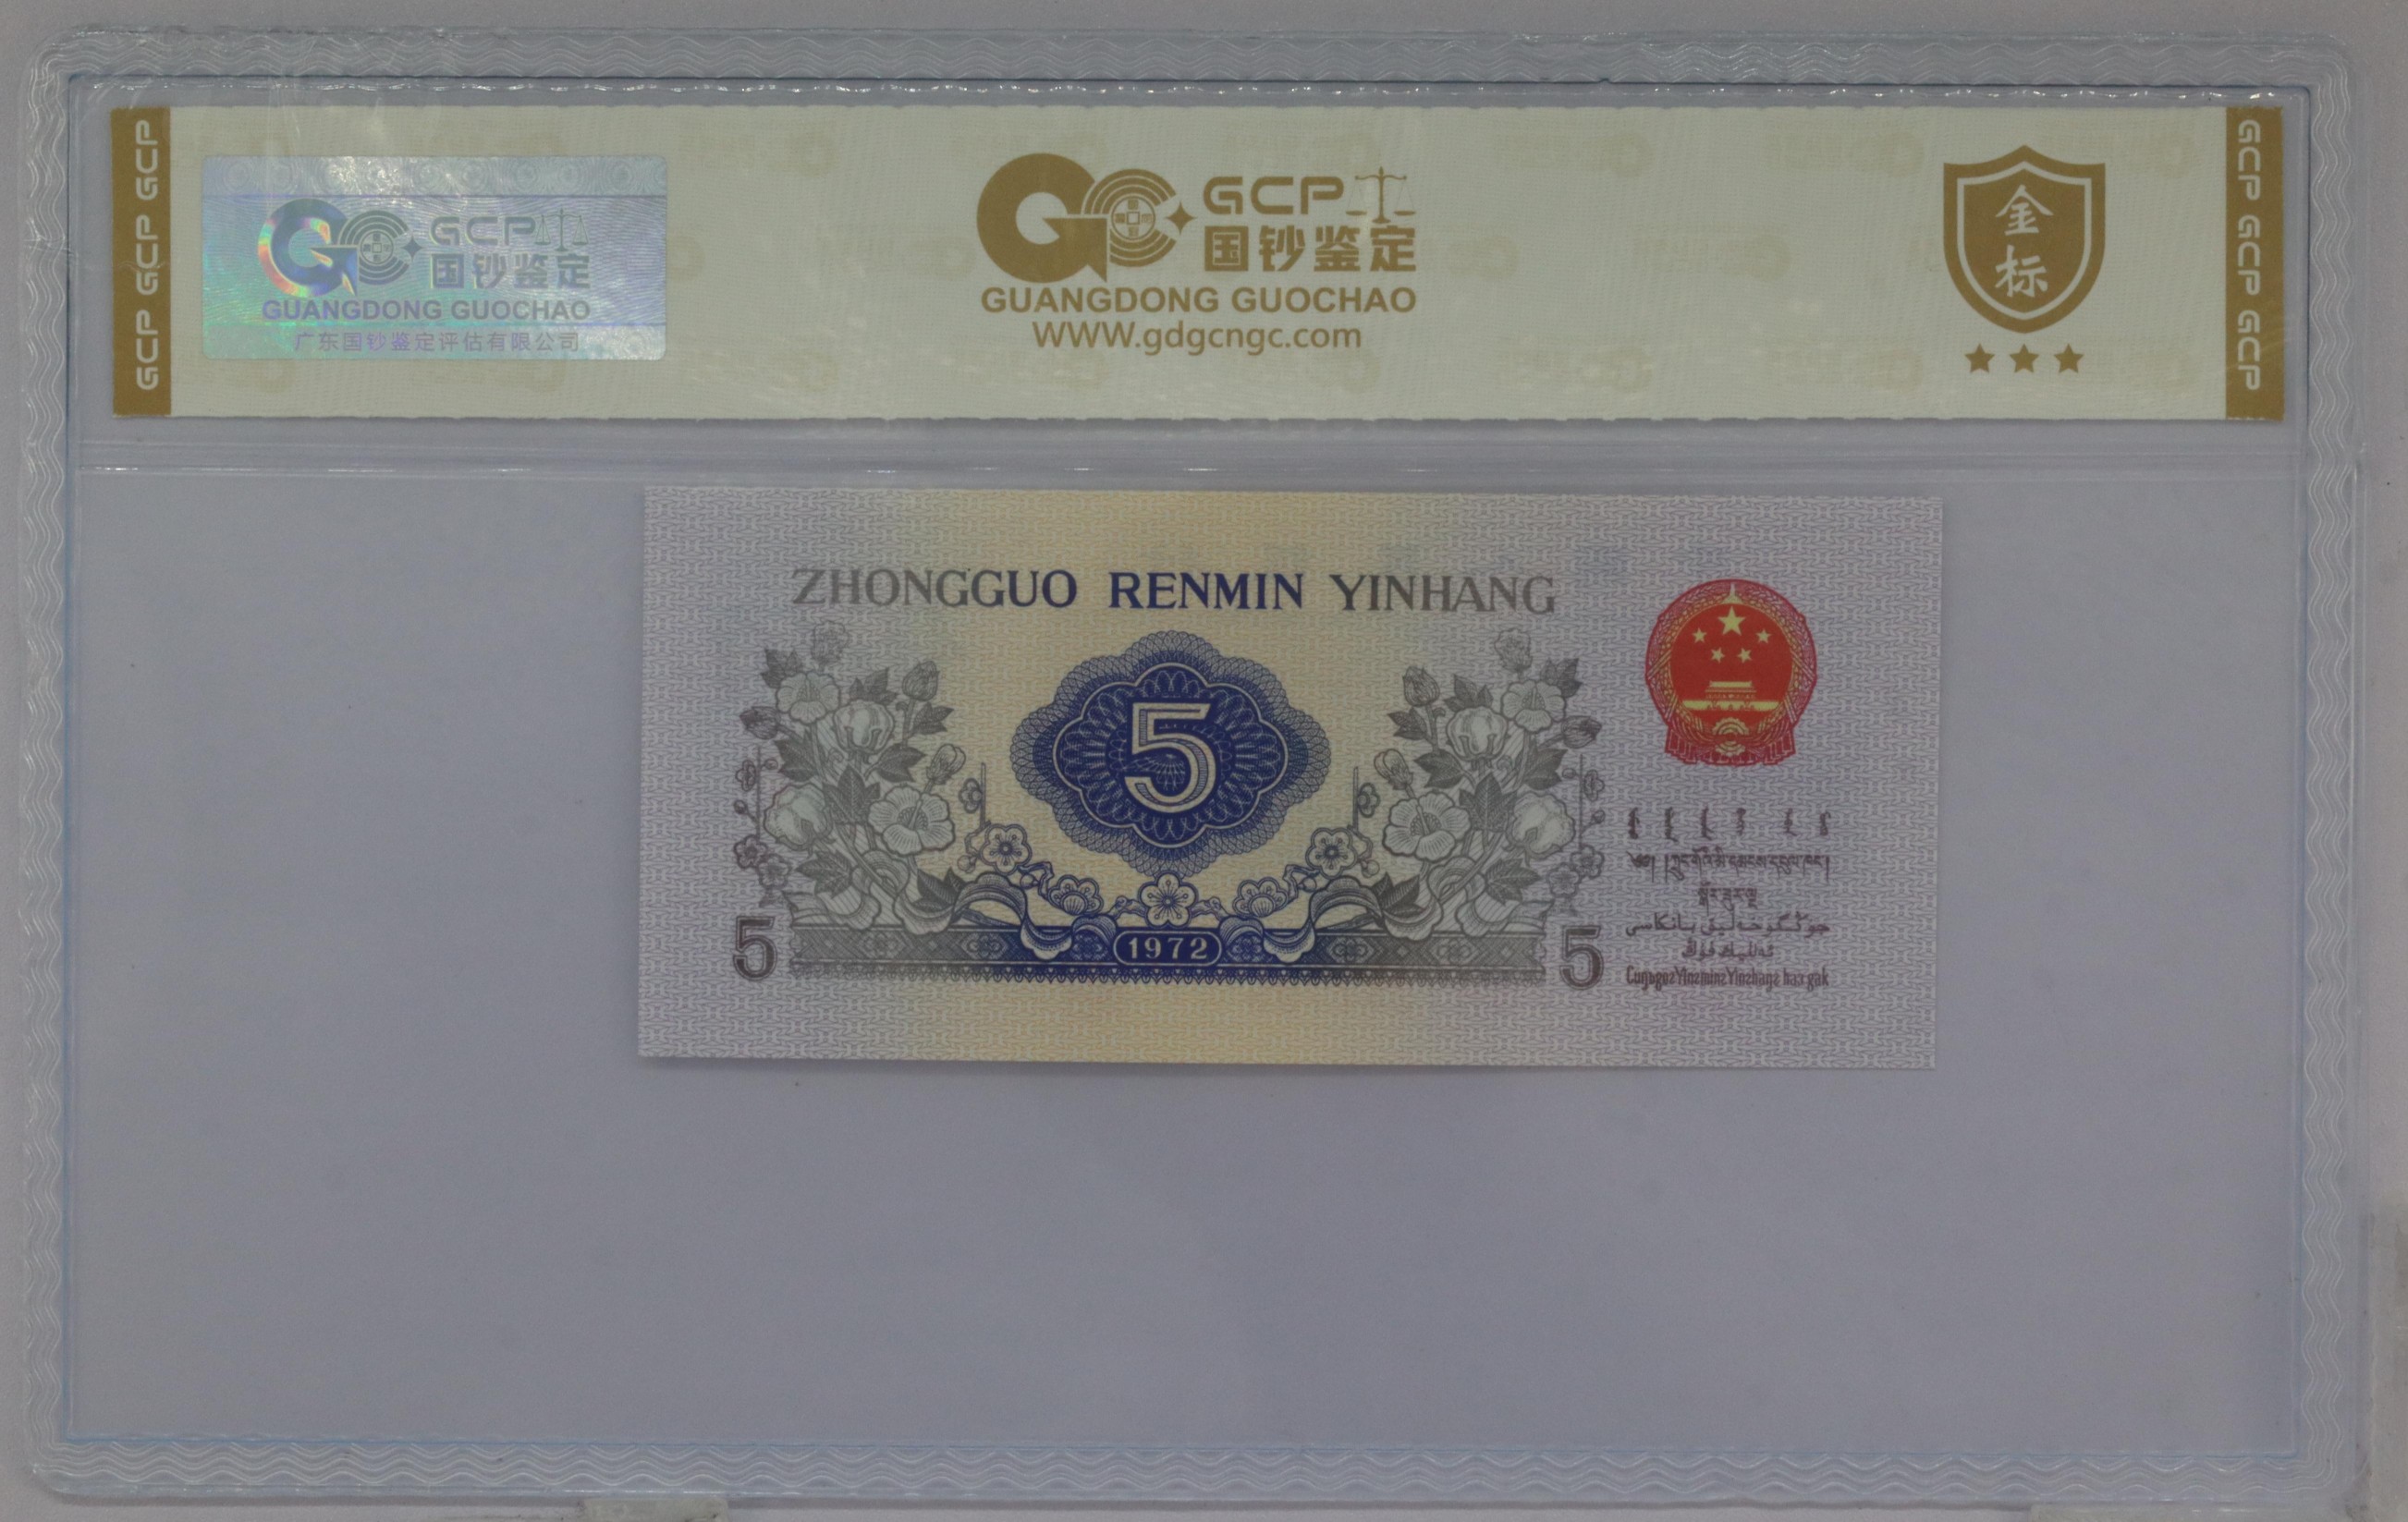 GCP GCP GCP
GCP
国钞鉴定
GUANGDONG GUOCHAO
广东国钞鉴定评估有限公司
GCP
国钞鉴定
GUANGDONG GUOCHAO
WWW.gdgcngc.com
金
标
GCP GCP GCP
ZHONGGUO RENMIN YINHANG
5
1972
5
5